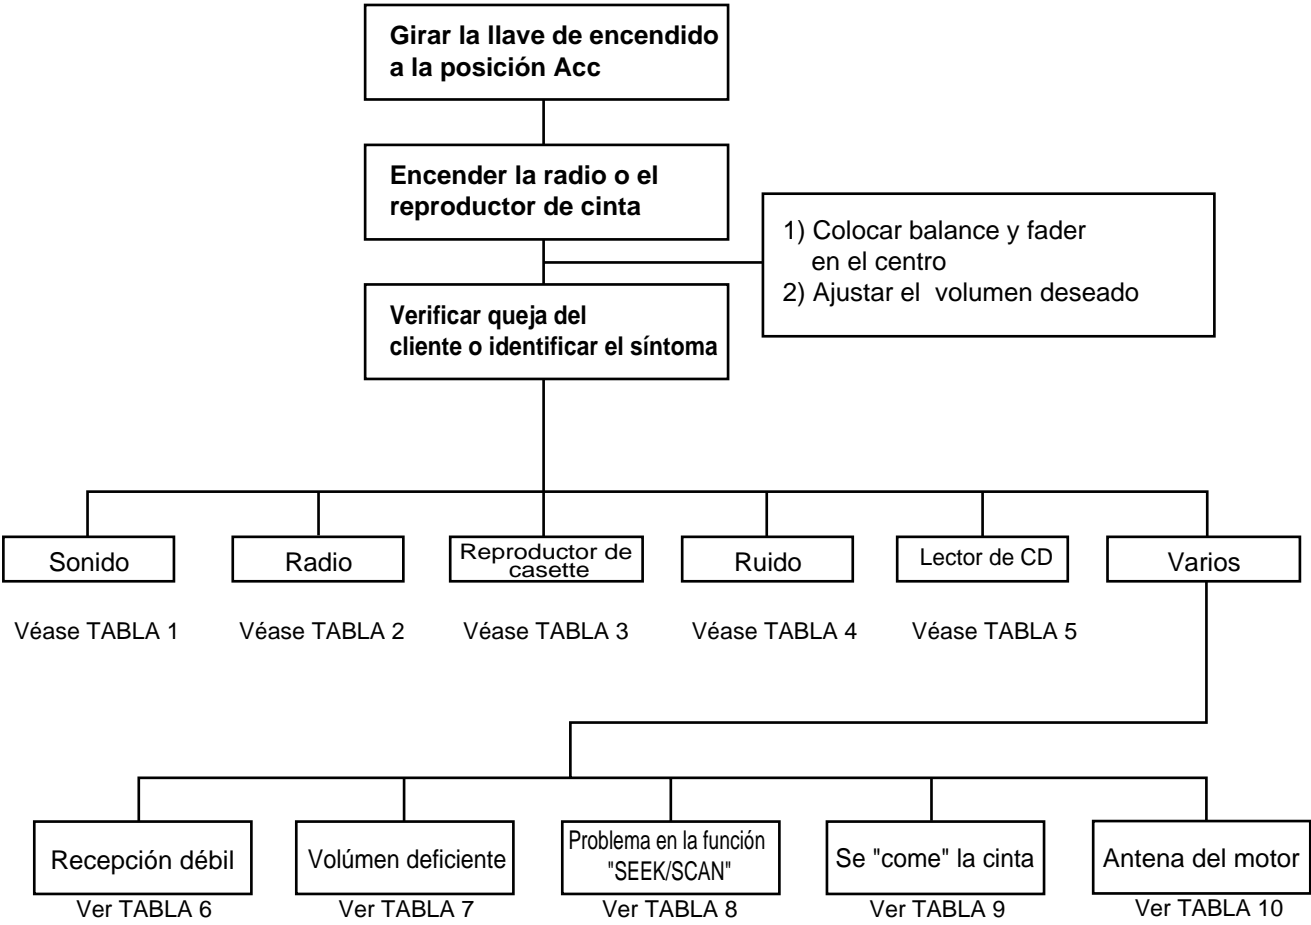 Girar la llave de encendido
a la posición Acc
Encender la radio o el
reproductor de cinta
1) Colocar balance y fader
en el centro
2) Ajustar el volumen deseado
Verificar queja del
cliente o identificar el síntoma
Sonido
Radio
Reproductor de
casette
Ruido
Lector de CD
Varios
Véase TABLA 1
Véase TABLA 2
Véase TABLA 3
Véase TABLA 4
Véase TABLA 5
Recepción débil
Volúmen deficiente
Problema en la función
"SEEK/SCAN"
Se "come" la cinta
Antena del motor
Ver TABLA 6
Ver TABLA 7
Ver TABLA 8
Ver TABLA 9
Ver TABLA 10